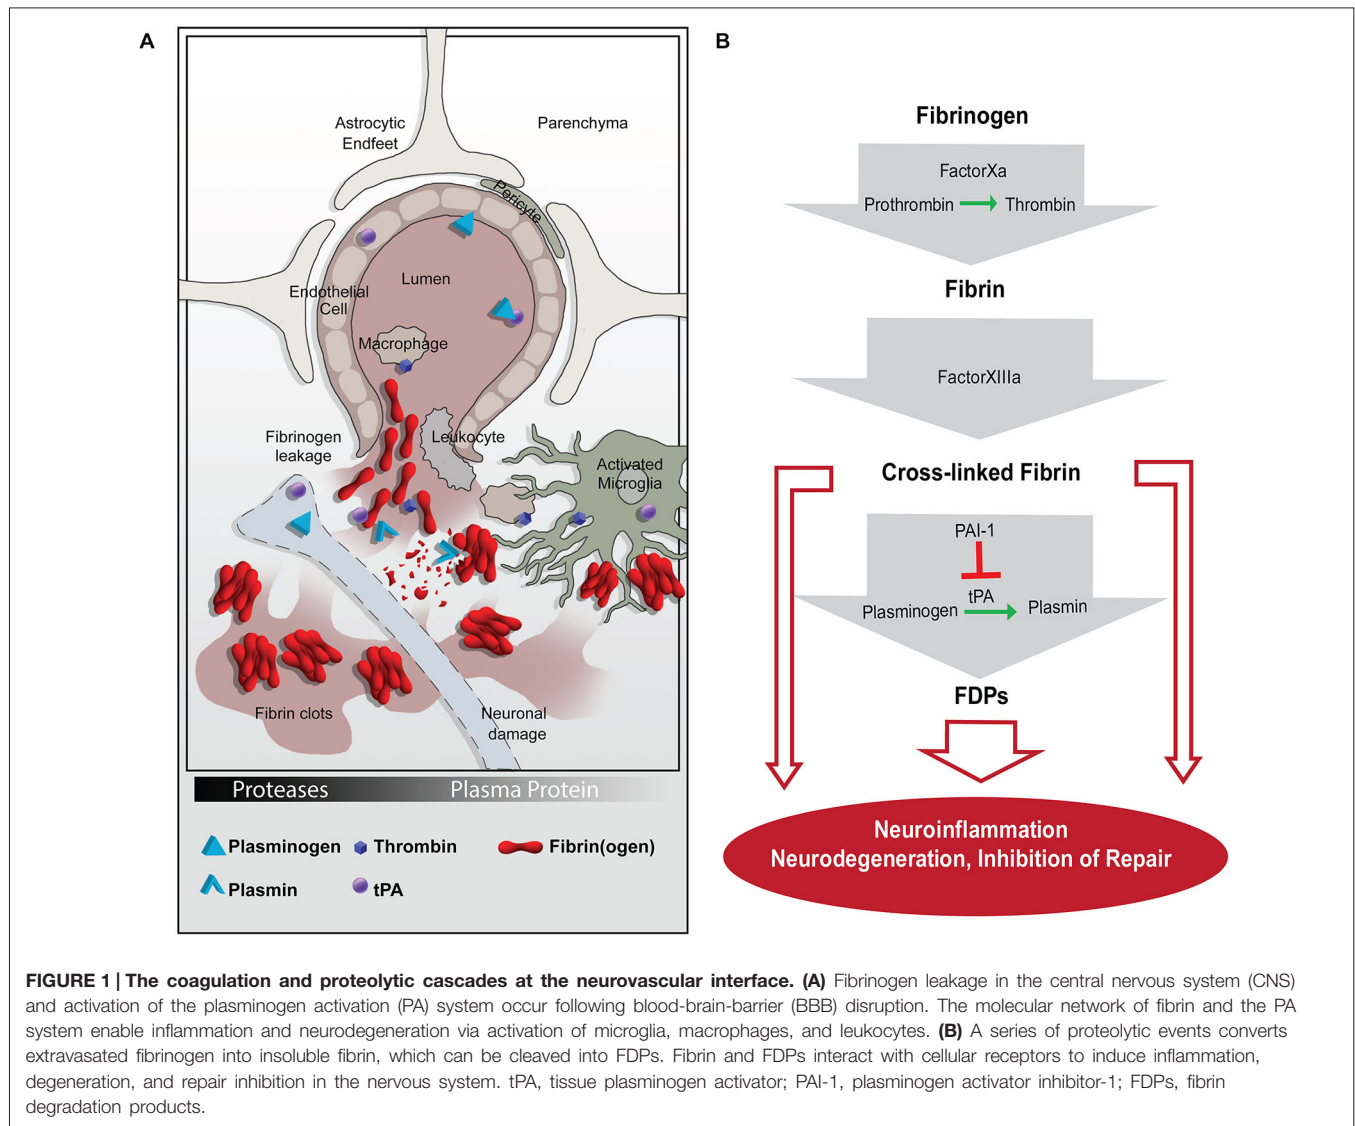 A
Astrocytic
Endfeet
Parenchyma
Pericyte
Lumen
Endothelial
Cell
Macrophage
Fibrinogen
leakage
Leukocyte
Activated
Microglia
Fibrin clots
Neuronal
damage
Proteases
Plasma Protein
Plasminogen
Thrombin
Fibrin(ogen)
Plasmin
tPA
B
Fibrinogen
FactorXa
Prothrombin
Thrombin
Fibrin
FactorXIIIa
Cross-linked Fibrin
PAI-1
tPA
Plasminogen
Plasmin
FDPs
Neuroinflammation
Neurodegeneration, Inhibition of Repair
FIGURE 1 | The coagulation and proteolytic cascades at the neurovascular interface. (A) Fibrinogen leakage in the central nervous system (CNS)
and activation of the plasminogen activation (PA) system occur following blood-brain-barrier (BBB) disruption. The molecular network of fibrin and the PA
system enable inflammation and neurodegeneration via activation of microglia, macrophages, and leukocytes. (B) A series of proteolytic events converts
extravasated fibrinogen into insoluble fibrin, which can be cleaved into FDPs. Fibrin and FDPs interact with cellular receptors to induce inflammation,
degeneration, and repair inhibition in the nervous system. tPA, tissue plasminogen activator; PAI-1, plasminogen activator inhibitor-1; FDPs, fibrin
degradation products.